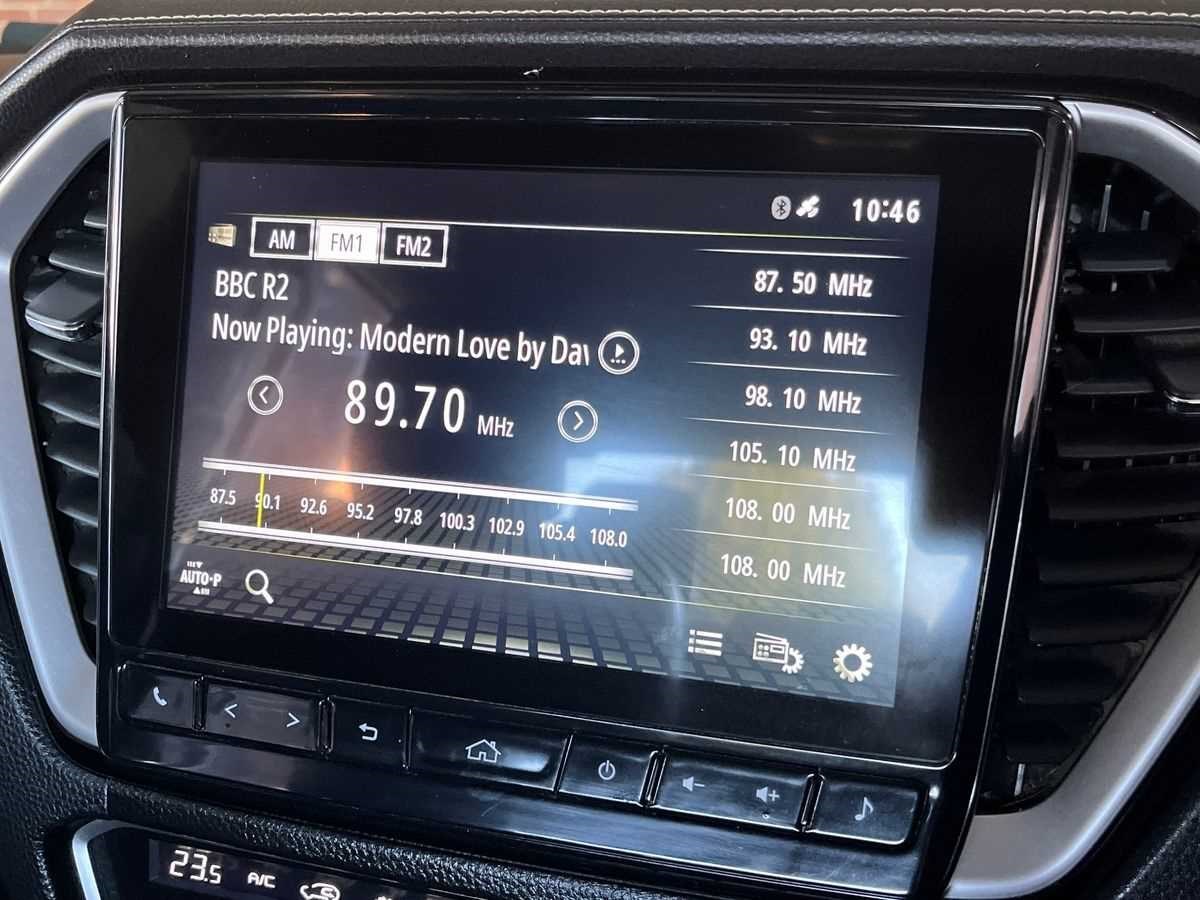 10:46
AM FM1 FM2
BBC R2
Now Playing: Modern Love by Dav
89.70 MHz
87.5 90.1 92.6 95.2 97.8 100.3 102.9 105.4 108.0
87. 50 MHz
93. 10 MHz
98. 10 MHz
105. 10 MHz
108. 00 MHz
108. 00 MHz
AUTO-P
23.5 A/C